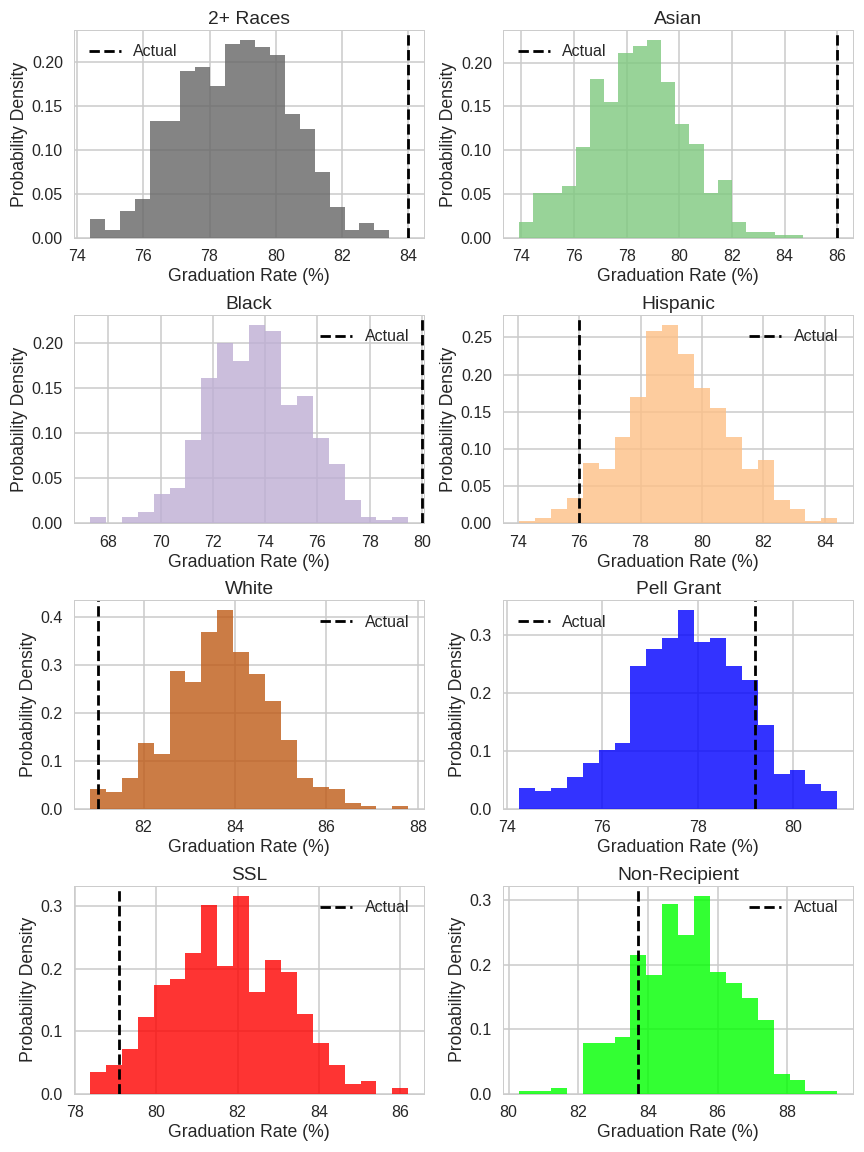 2+ Races
Actual
Probability Density
0.20
0.15
0.10
0.05
0.00
74 76 78 80 82 84
Graduation Rate (%)
Asian
Actual
Probability Density
0.20
0.15
0.10
0.05
0.00
74 76 78 80 82 84 86
Graduation Rate (%)
Black
Actual
Probability Density
0.20
0.15
0.10
0.05
0.00
68 70 72 74 76 78 80
Graduation Rate (%)
Hispanic
Actual
Probability Density
0.25
0.20
0.15
0.10
0.05
0.00
74 76 78 80 82 84
Graduation Rate (%)
White
Actual
Probability Density
0.4
0.3
0.2
0.1
0.0
82 84 86 88
Graduation Rate (%)
Pell Grant
Actual
Probability Density
0.3
0.2
0.1
0.0
74 76 78 80
Graduation Rate (%)
SSL
Actual
Probability Density
0.3
0.2
0.1
0.0
78 80 82 84 86
Graduation Rate (%)
Non-Recipient
Actual
Probability Density
0.3
0.2
0.1
0.0
80 82 84 86 88
Graduation Rate (%)